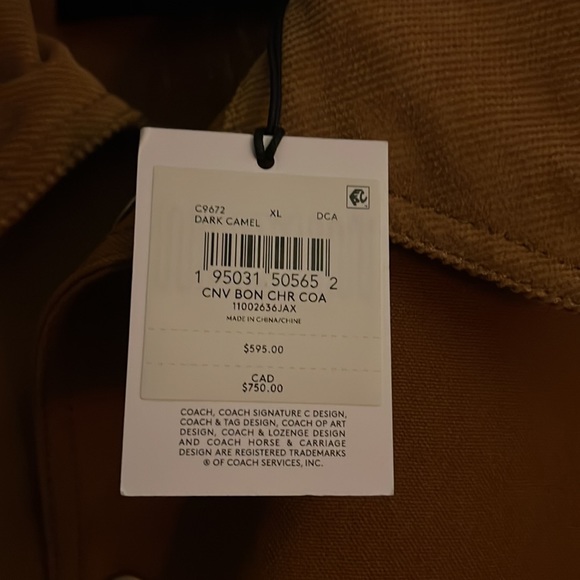 C9672 XL DCA
DARK CAMEL
1 95031 50565 2
CNV BON CHR COA
11002636JAX
MADE IN CHINA/CHINE
$595.00
CAD
$750.00
COACH, COACH SIGNATURE C DESIGN,
COACH & TAG DESIGN, COACH OP ART
DESIGN, COACH & LOZENGE DESIGN
AND COACH HORSE & CARRIAGE
DESIGN ARE REGISTERED TRADEMARKS
® OF COACH SERVICES, INC.